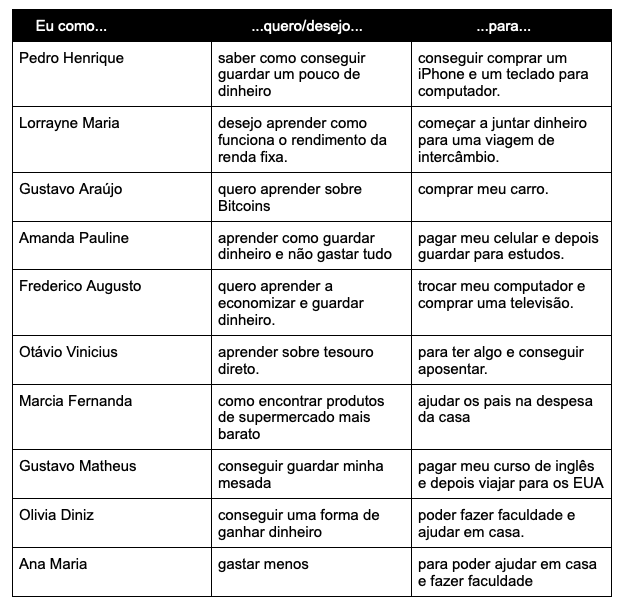 Eu como... ...quero/desejo... ...para...
Pedro Henrique
saber como conseguir
guardar um pouco de
dinheiro
conseguir comprar um
iPhone e um teclado para
computador.
Lorrayne Maria
desejo aprender como
funciona o rendimento da
renda fixa.
começar a juntar dinheiro
para uma viagem de
intercâmbio.
Gustavo Araújo
quero aprender sobre
Bitcoins
comprar meu carro.
Amanda Pauline
aprender como guardar
dinheiro e não gastar tudo
pagar meu celular e depois
guardar para estudos.
Frederico Augusto
quero aprender a
economizar e guardar
dinheiro.
trocar meu computador e
comprar uma televisão.
Otávio Vinicius
aprender sobre tesouro
direto.
para ter algo e conseguir
aposentar.
Marcia Fernanda
como encontrar produtos
de supermercado mais
barato
ajudar os pais na despesa
da casa
Gustavo Matheus
conseguir guardar minha
mesada
pagar meu curso de inglês
e depois viajar para os EUA
Olivia Diniz
conseguir uma forma de
ganhar dinheiro
poder fazer faculdade e
ajudar em casa.
Ana Maria
gastar menos
para poder ajudar em casa
e fazer faculdade